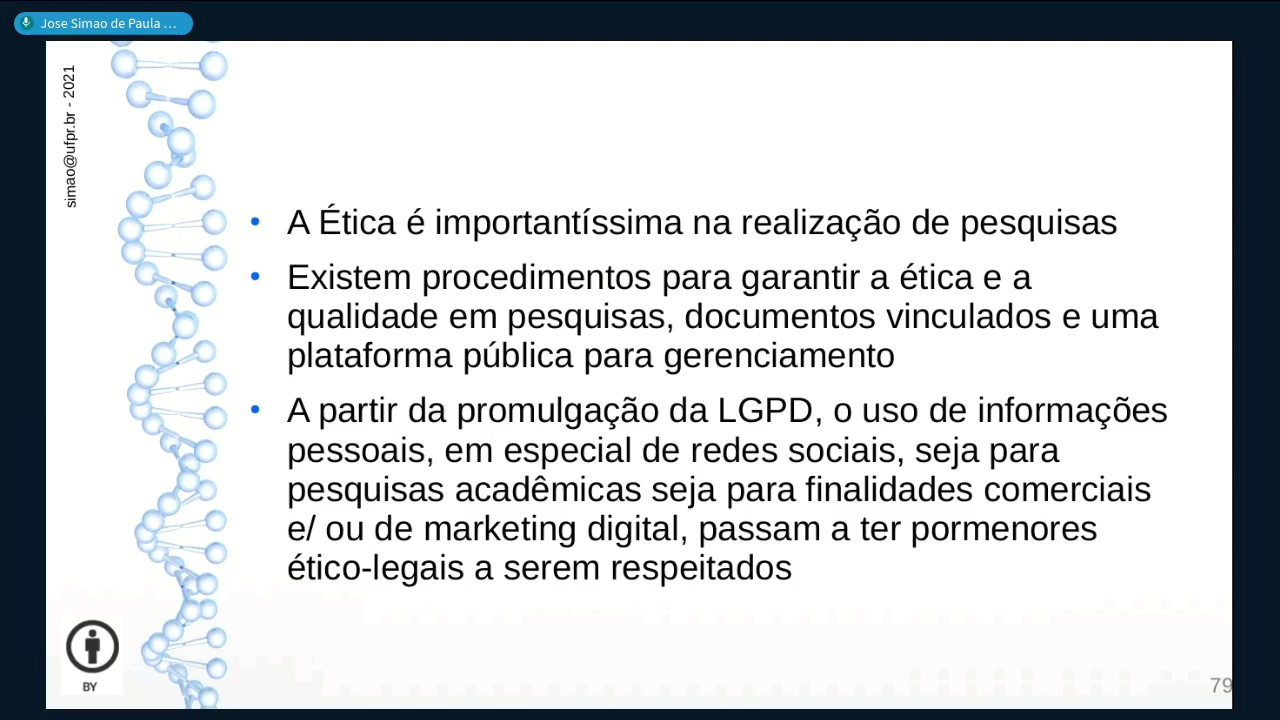 Jose Simao de Paula …
simao@ufpr.br - 2021
• A Ética é importantíssima na realização de pesquisas
• Existem procedimentos para garantir a ética e a
qualidade em pesquisas, documentos vinculados e uma
plataforma pública para gerenciamento
• A partir da promulgação da LGPD, o uso de informações
pessoais, em especial de redes sociais, seja para
pesquisas acadêmicas seja para finalidades comerciais
e/ ou de marketing digital, passam a ter pormenores
ético-legais a serem respeitados
BY
79